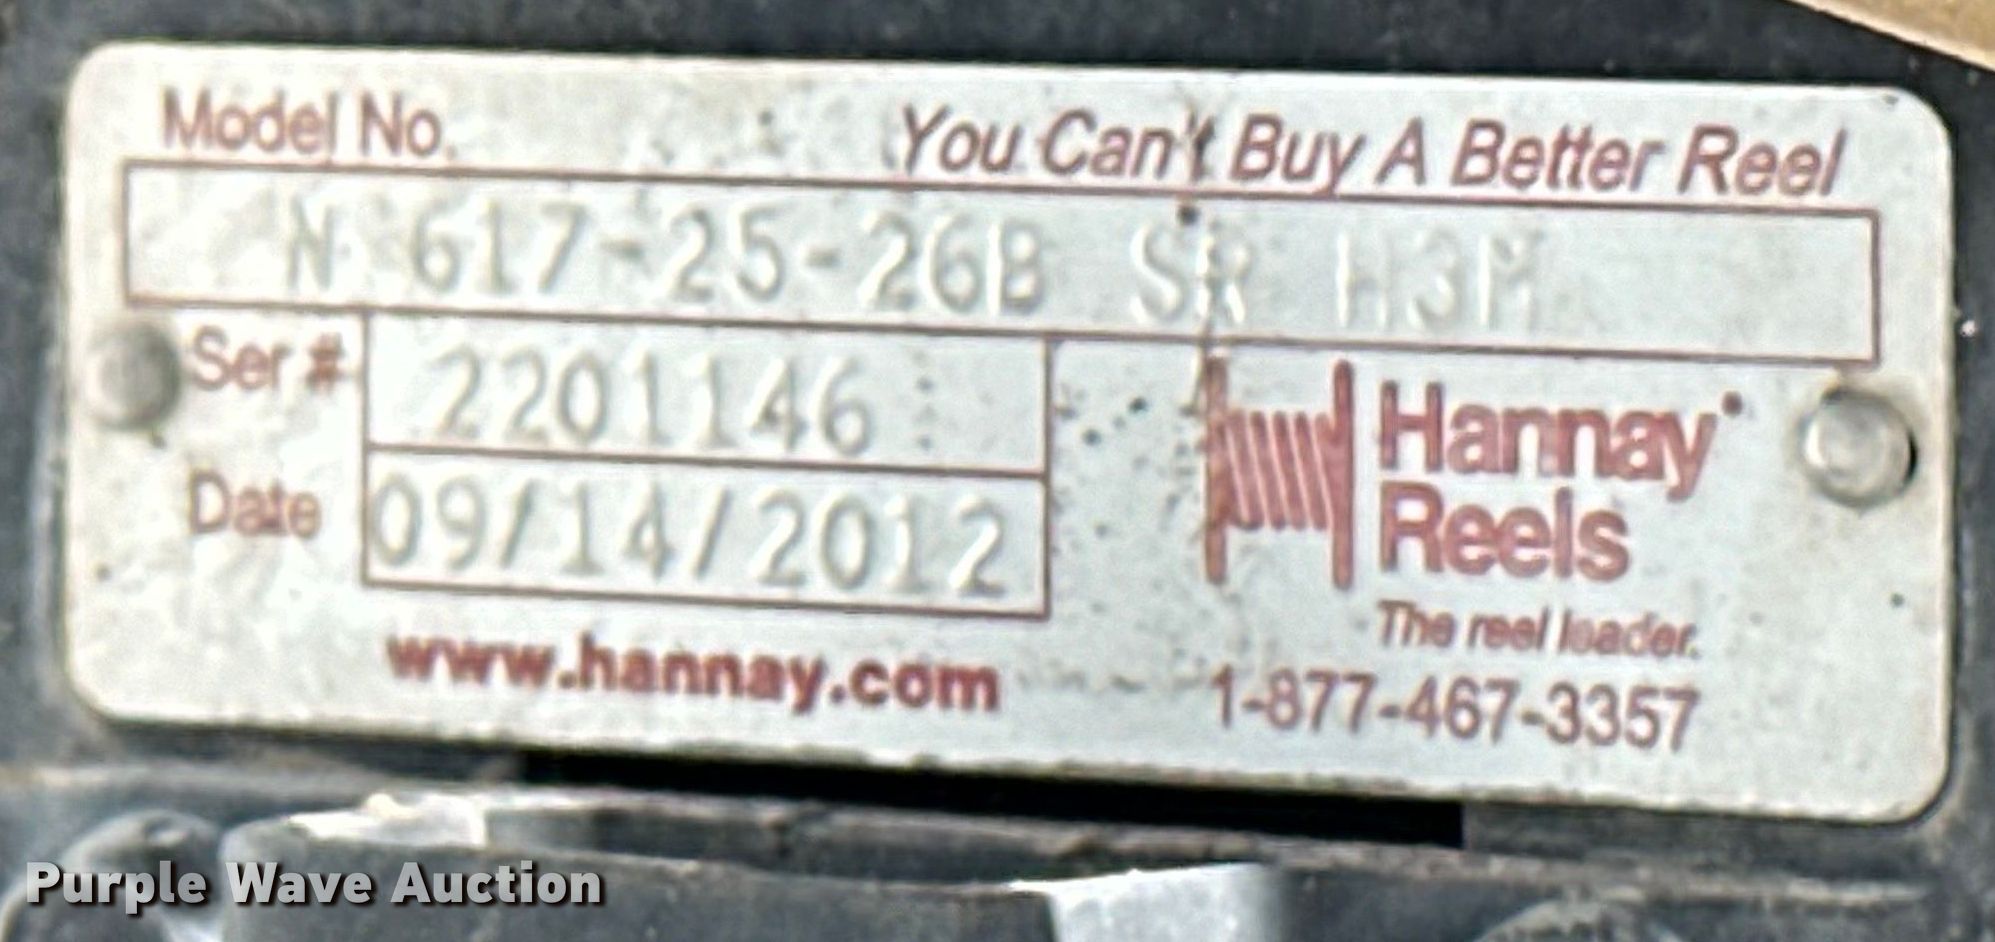 Model No.
You Can't Buy A Better Reel
N 617-25-26B SR H3M
Ser # 2201146
Date 09/14/2012
Hannay
Reels
The reel leader.
www.hannay.com
1-877-467-3357
Purple Wave Auction